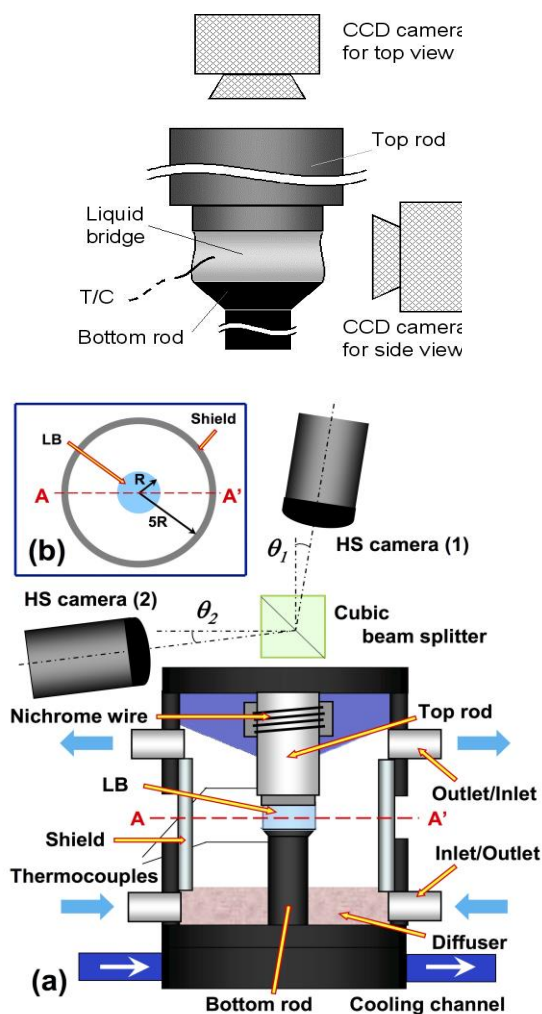 CCD camera
for top view
Top rod
Liquid
bridge
T/C
Bottom rod
CCD camera
for side view
Shield
LB
R
A
A'
5R
(b)
θ1
HS camera (1)
HS camera (2)
θ2
Cubic
beam splitter
Nichrome wire
Top rod
Outlet/Inlet
LB
A
A'
Shield
Inlet/Outlet
Thermocouples
Diffuser
(a)
Bottom rod
Cooling channel